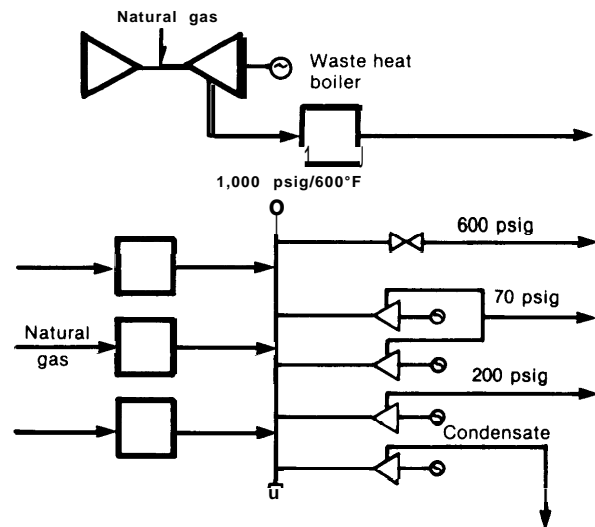 Natural gas
Waste heat
boiler
1,000 psig/600°F
O
600 psig
70 psig
Natural
gas
200 psig
Condensate
u